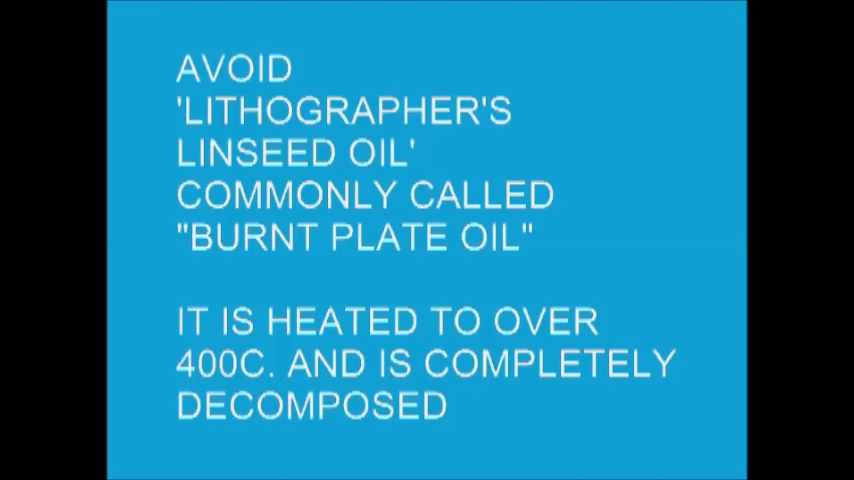 AVOID
'LITHOGRAPHER'S
LINSEED OIL'
COMMONLY CALLED
"BURNT PLATE OIL"
IT IS HEATED TO OVER
400C. AND IS COMPLETELY
DECOMPOSED